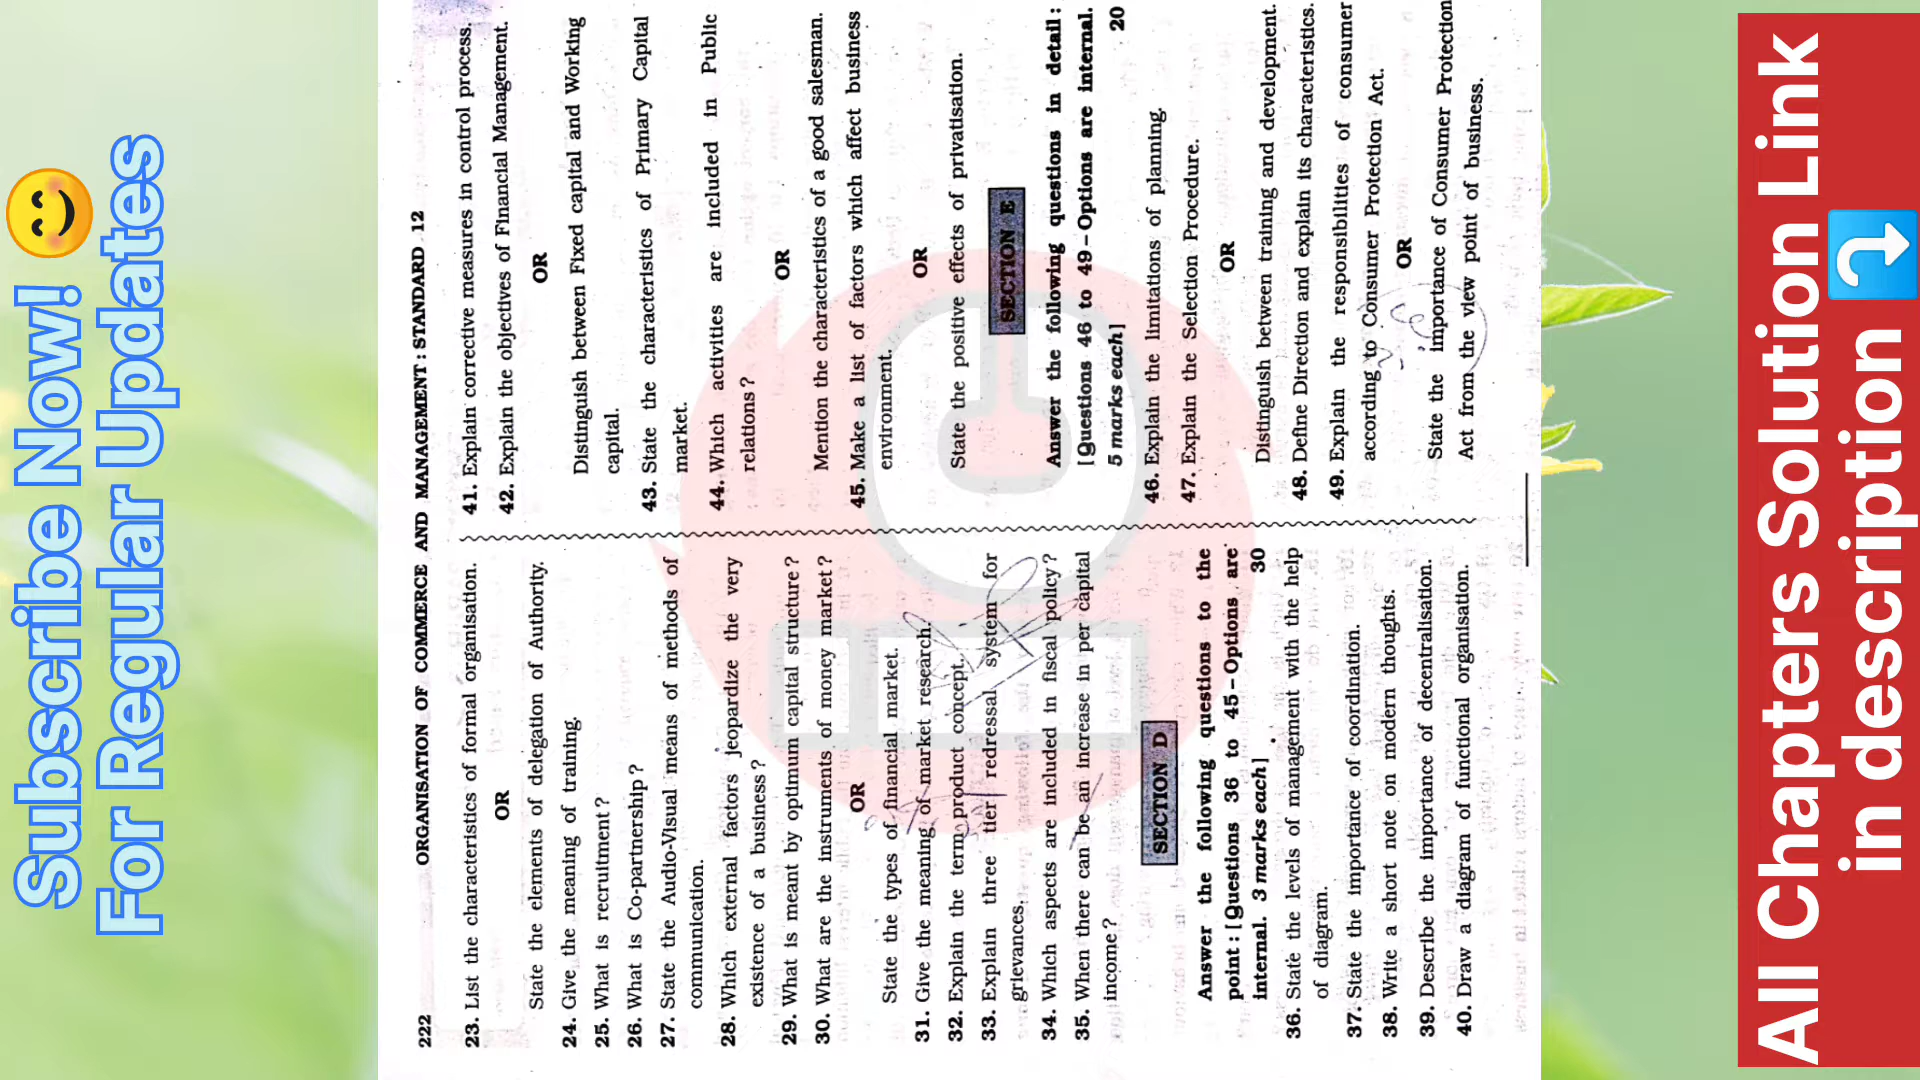 Subscribe Now! 😊
For Regular Updates
222 ORGANISATION OF COMMERCE AND MANAGEMENT : STANDARD 12
23. List the characteristics of formal organisation.
OR
State the elements of delegation of Authority.
24. Give the meaning of training.
25. What is recruitment ?
26. What is Co-partnership ?
27. State the Audio-Visual means of methods of
communication.
28. Which external factors jeopardize the very
existence of a business ?
29. What is meant by optimum capital structure ?
30. What are the instruments of money market ?
OR
State the types of financial market.
31. Give the meaning of market research.
32. Explain the term product concept.
33. Explain three tier redressal system for
grievances.
34. Which aspects are included in fiscal policy ?
35. When there can be an increase in per capital
income ?
SECTION D
Answer the following questions to the
point : [Questions 36 to 45 – Options are
internal. 3 marks each] 30
36. State the levels of management with the help
of diagram.
37. State the importance of coordination.
38. Write a short note on modern thoughts.
39. Describe the importance of decentralisation.
40. Draw a diagram of functional organisation.
41. Explain corrective measures in control process.
42. Explain the objectives of Financial Management.
OR
Distinguish between Fixed capital and Working
capital.
43. State the characteristics of Primary Capital
market.
44. Which activities are included in Public
relations ?
OR
Mention the characteristics of a good salesman.
45. Make a list of factors which affect business
environment.
OR
State the positive effects of privatisation.
SECTION E
Answer the following questions in detail :
[Questions 46 to 49 – Options are internal.
5 marks each] 20
46. Explain the limitations of planning.
47. Explain the Selection Procedure.
OR
Distinguish between training and development.
48. Define Direction and explain its characteristics.
49. Explain the responsibilities of consumer
according to Consumer Protection Act.
OR
State the importance of Consumer Protection
Act from the view point of business.
All Chapters Solution Link
in description ⤵️